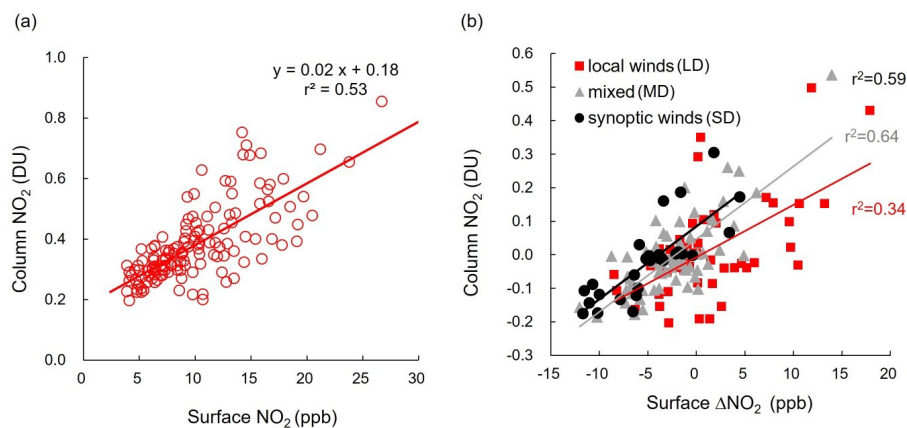 (a)
y = 0.02 x + 0.18
r² = 0.53
Column NO₂ (DU)
1.0
0.8
0.6
0.4
0.2
0.0
0
5
10
15
20
25
30
Surface NO₂ (ppb)
(b)
local winds (LD)
mixed (MD)
synoptic winds (SD)
r²=0.59
r²=0.64
r²=0.34
Column NO₂ (DU)
0.6
0.5
0.4
0.3
0.2
0.1
0.0
-0.1
-0.2
-0.3
-15
-10
-5
0
5
10
15
20
Surface ΔNO₂ (ppb)